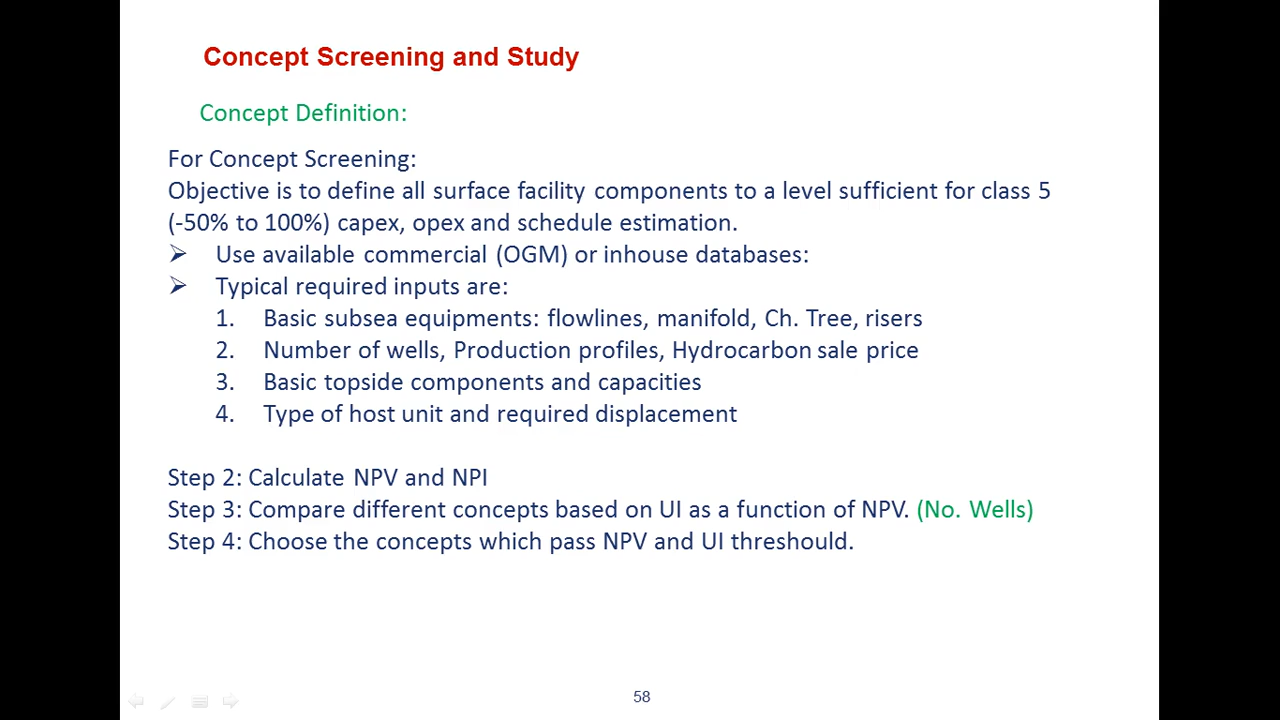 Concept Screening and Study
Concept Definition:
For Concept Screening:
Objective is to define all surface facility components to a level sufficient for class 5
(-50% to 100%) capex, opex and schedule estimation.
➢ Use available commercial (OGM) or inhouse databases:
➢ Typical required inputs are:
1. Basic subsea equipments: flowlines, manifold, Ch. Tree, risers
2. Number of wells, Production profiles, Hydrocarbon sale price
3. Basic topside components and capacities
4. Type of host unit and required displacement
Step 2: Calculate NPV and NPI
Step 3: Compare different concepts based on UI as a function of NPV. (No. Wells)
Step 4: Choose the concepts which pass NPV and UI threshould.
58